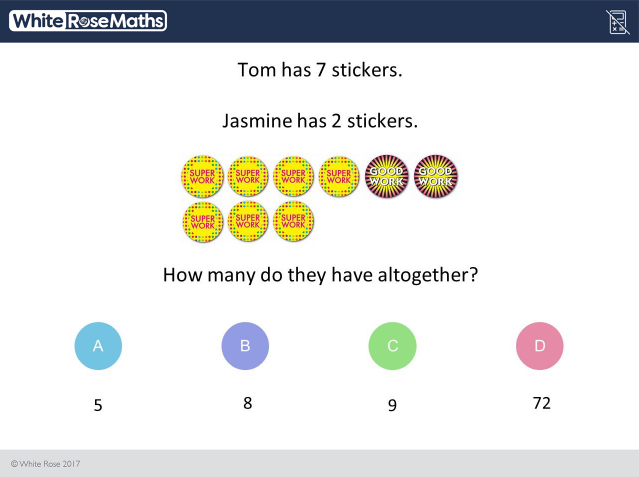 White Rose Maths
Tom has 7 stickers.
Jasmine has 2 stickers.
SUPER WORK SUPER WORK SUPER WORK SUPER WORK GOOD WORK GOOD WORK
SUPER WORK SUPER WORK SUPER WORK
How many do they have altogether?
A B C D
5 8 9 72
© White Rose 2017